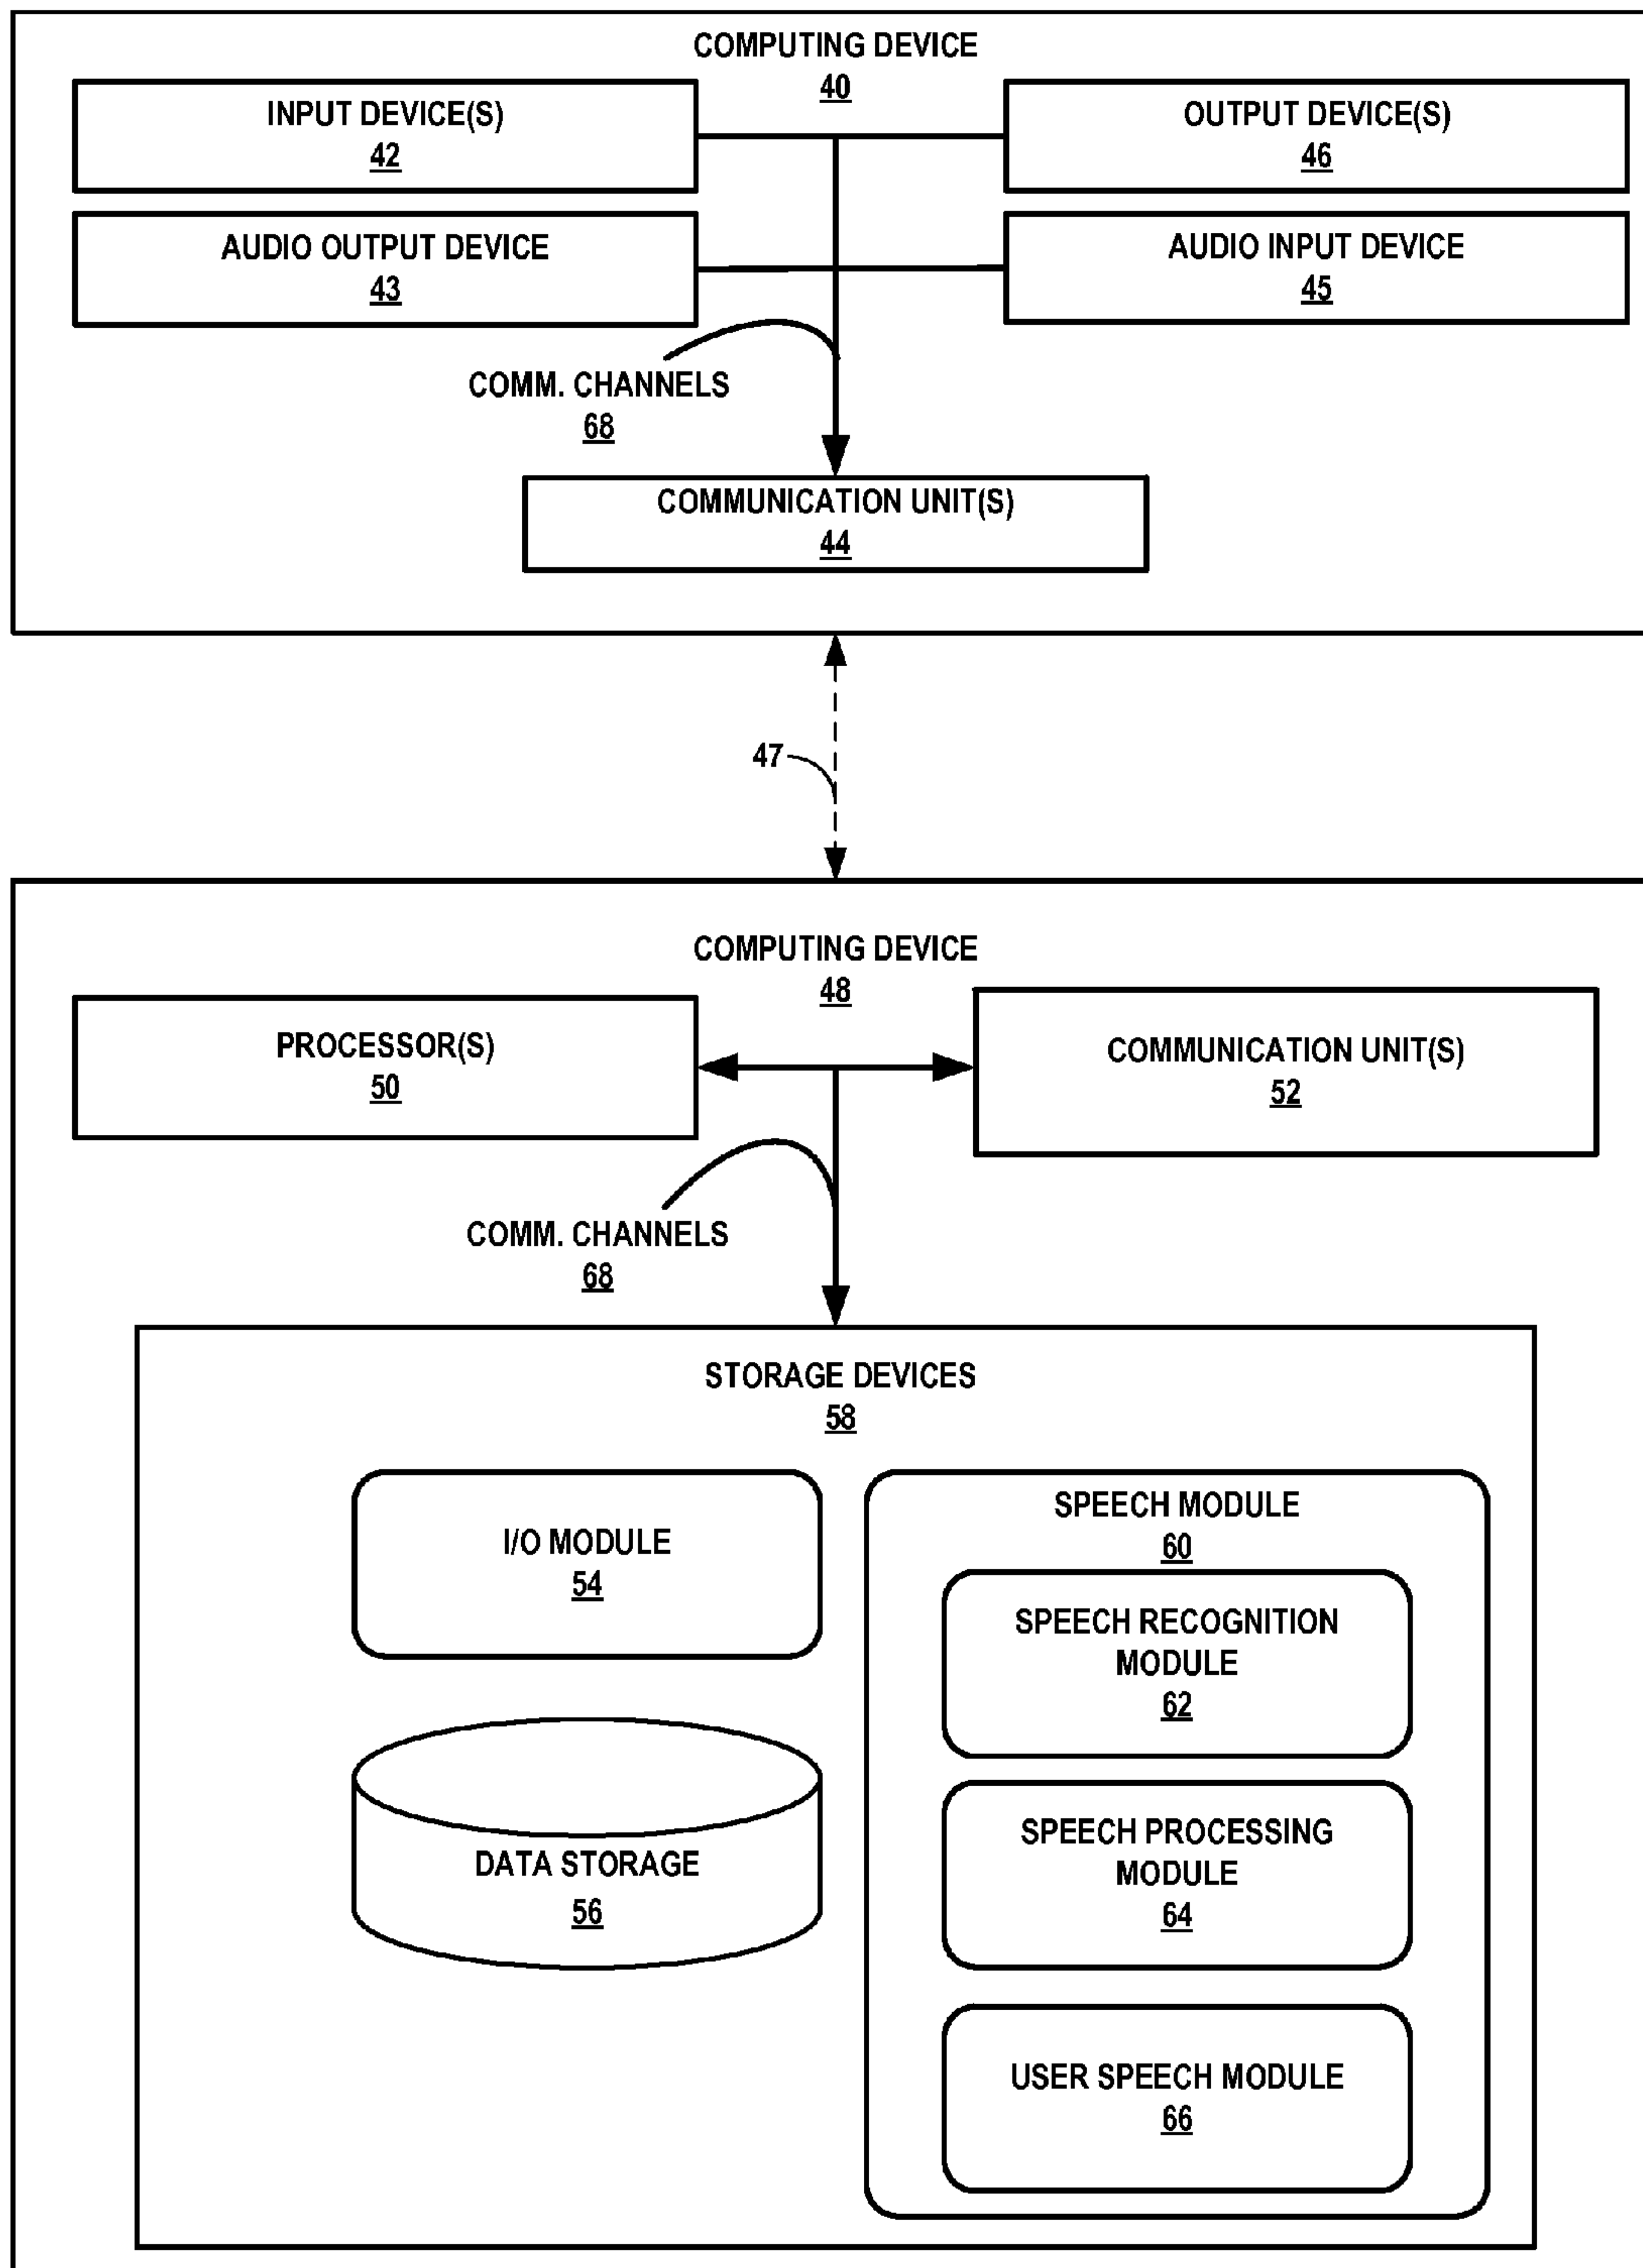 COMPUTING DEVICE
40
INPUT DEVICE(S)
42
OUTPUT DEVICE(S)
46
AUDIO OUTPUT DEVICE
43
AUDIO INPUT DEVICE
45
COMM. CHANNELS
68
COMMUNICATION UNIT(S)
44
47
COMPUTING DEVICE
48
PROCESSOR(S)
50
COMMUNICATION UNIT(S)
52
COMM. CHANNELS
68
STORAGE DEVICES
58
I/O MODULE
54
DATA STORAGE
56
SPEECH MODULE
60
SPEECH RECOGNITION
MODULE
62
SPEECH PROCESSING
MODULE
64
USER SPEECH MODULE
66